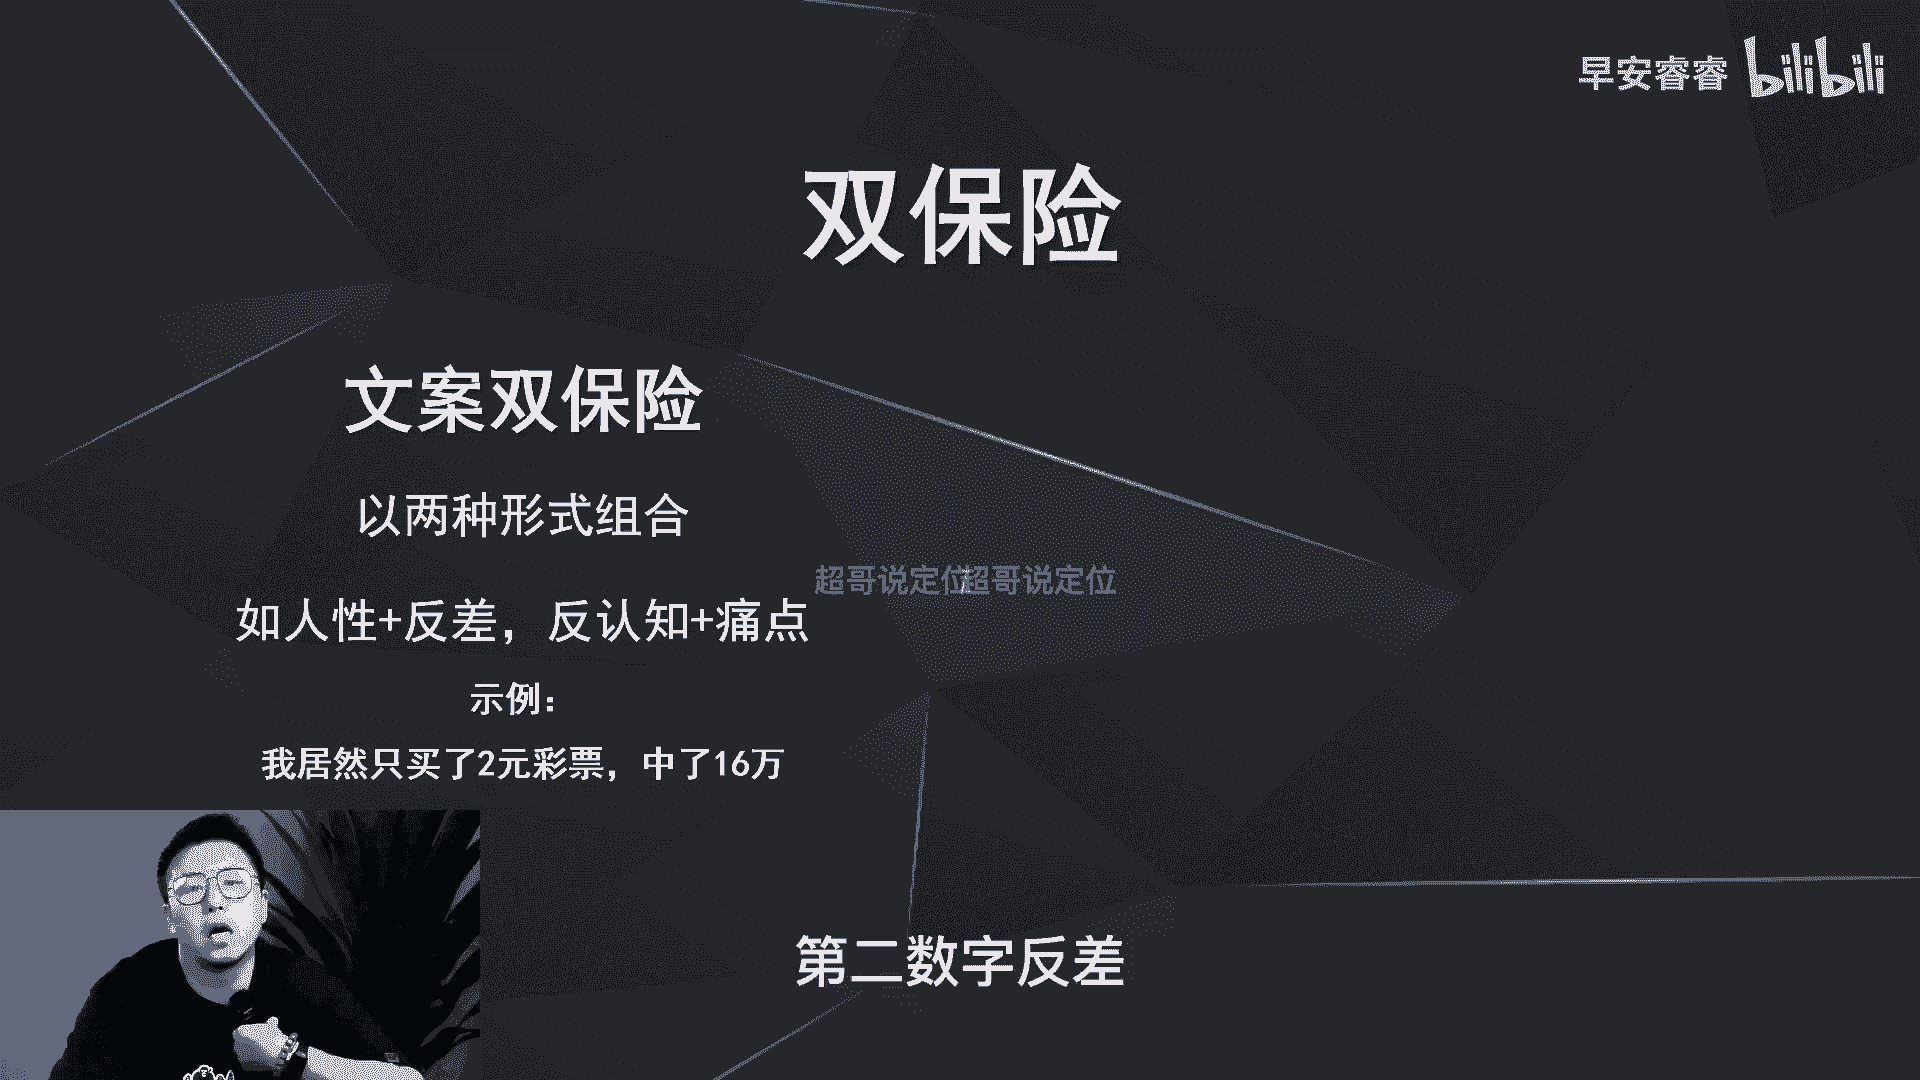 早安睿睿 bilibili
双保险
文案双保险
以两种形式组合
超哥说定位 超哥说定位
如人性+反差，反认知+痛点
示例：
我居然只买了2元彩票，中了16万
第二数字反差